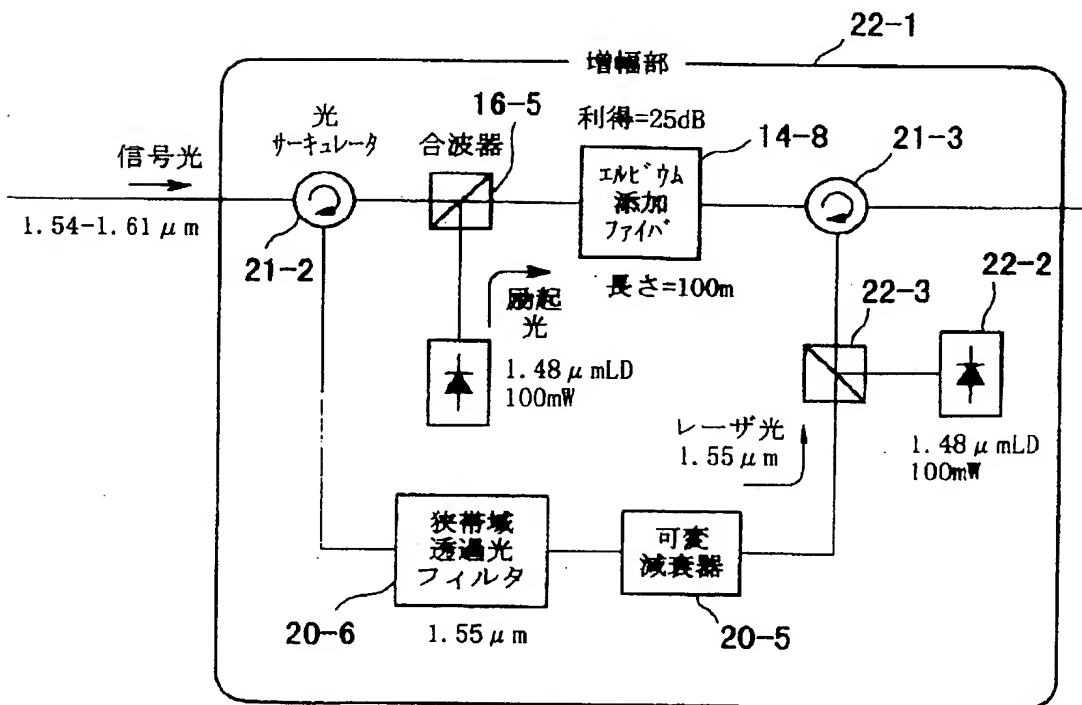 22-1
増幅部
光
サーキュレータ
合波器
16-5
利得=25dB
14-8
21-3
信号光
エルビウム
添加
ファイバ
1.54-1.61μm
21-2
励起
光
長さ=100m
22-3
22-2
1.48μmLD
100mW
レーザ光
1.55μm
1.48μmLD
100mW
狭帯域
透過光
フィルタ
可変
減衰器
20-6
1.55μm
20-5